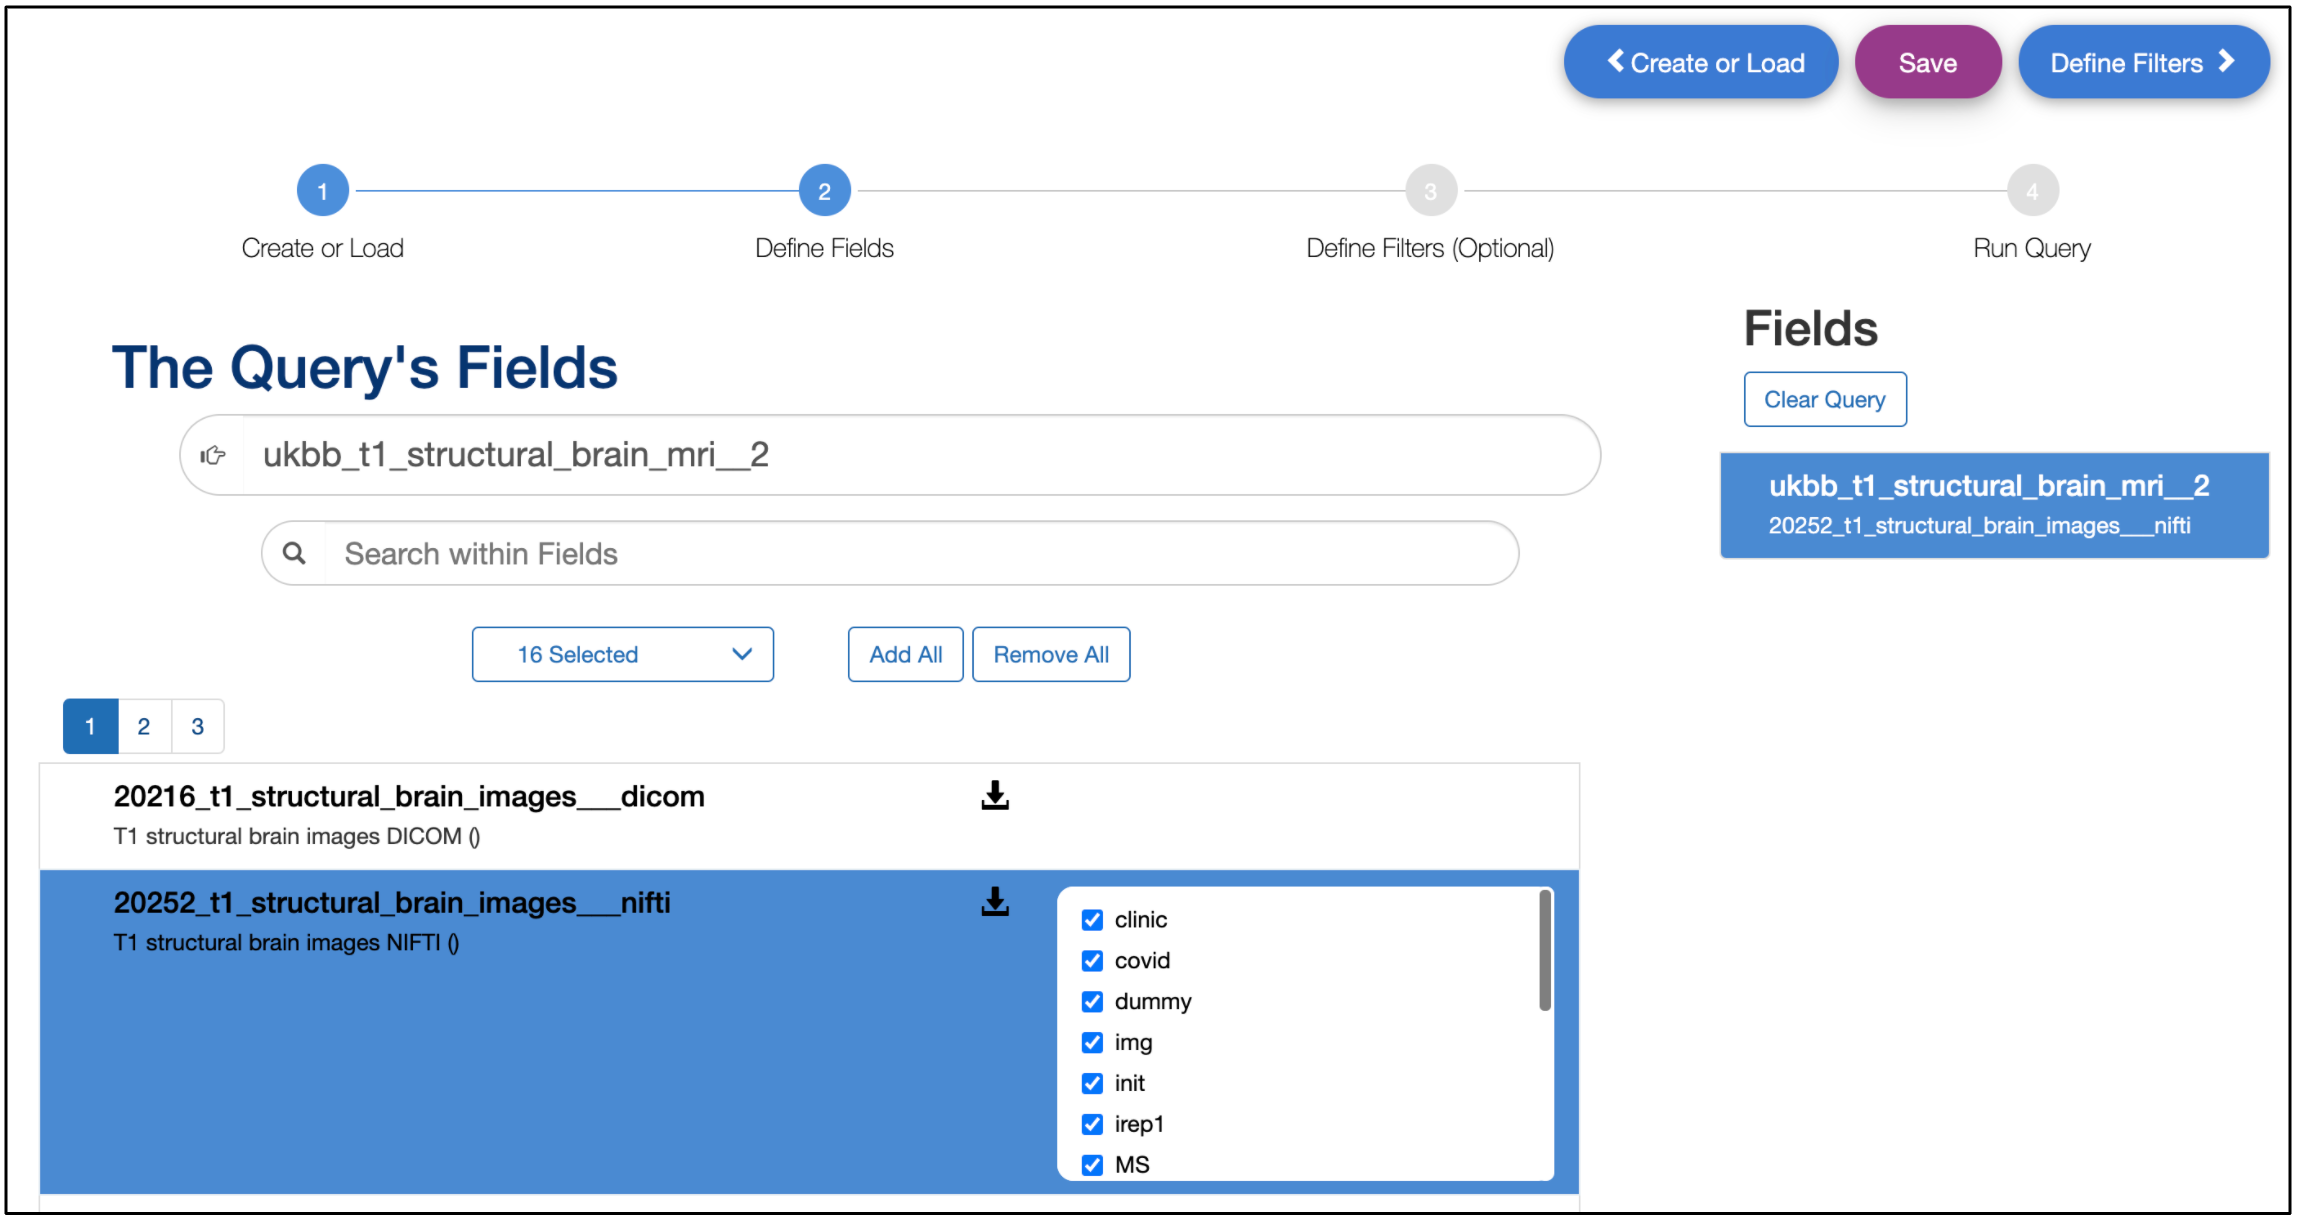 Create or Load
Save
Define Filters
1
2
3
4
Create or Load
Define Fields
Define Filters (Optional)
Run Query
The Query's Fields
ukbb_t1_structural_brain_mri__2
Search within Fields
16 Selected
Add All
Remove All
1 2 3
20216_t1_structural_brain_images___dicom
T1 structural brain images DICOM ()
20252_t1_structural_brain_images___nifti
T1 structural brain images NIFTI ()
clinic
covid
dummy
img
init
irep1
MS
Fields
Clear Query
ukbb_t1_structural_brain_mri__2
20252_t1_structural_brain_images___nifti